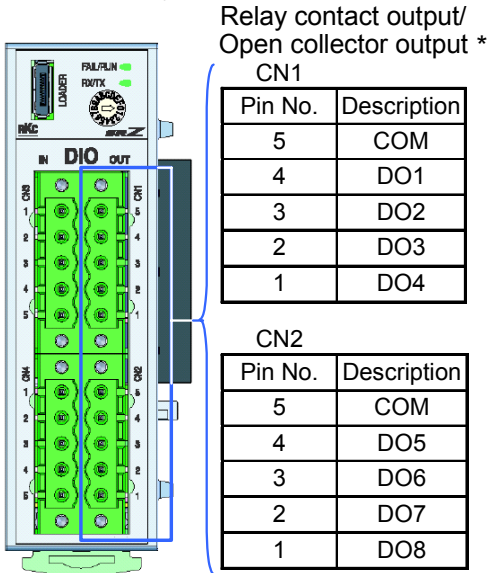 Relay contact output/
Open collector output *
FAIL/RUN
RX/TX
LOADER
RKC
SRZ
IN DIO OUT
CN3
1
2
3
4
5
CN1
5
4
3
2
1
CN4
1
2
3
4
5
CN2
5
4
3
2
1
CN1
Pin No. Description
5 COM
4 DO1
3 DO2
2 DO3
1 DO4
CN2
Pin No. Description
5 COM
4 DO5
3 DO6
2 DO7
1 DO8